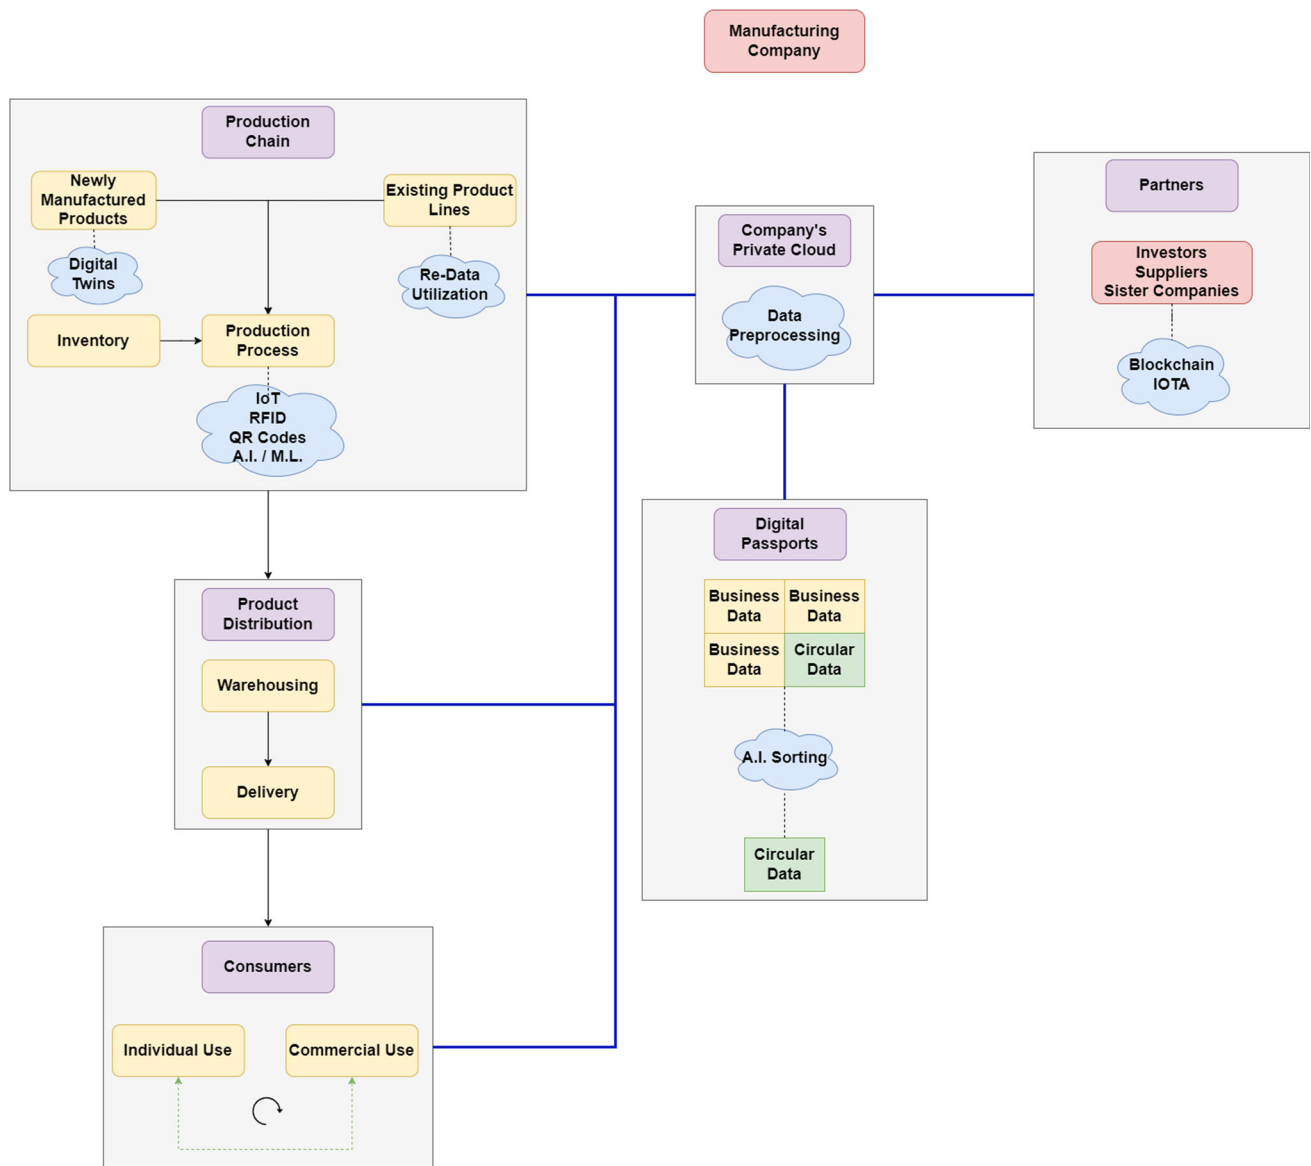 Manufacturing
Company
Production
Chain
Newly
Manufactured
Products
Existing Product
Lines
Digital
Twins
Re-Data
Utilization
Inventory
Production
Process
IoT
RFID
QR Codes
A.I. / M.L.
Company's
Private Cloud
Data
Preprocessing
Partners
Investors
Suppliers
Sister Companies
Blockchain
IOTA
Digital
Passports
Business
Data
Business
Data
Business
Data
Circular
Data
A.I. Sorting
Circular
Data
Product
Distribution
Warehousing
Delivery
Consumers
Individual Use
Commercial Use